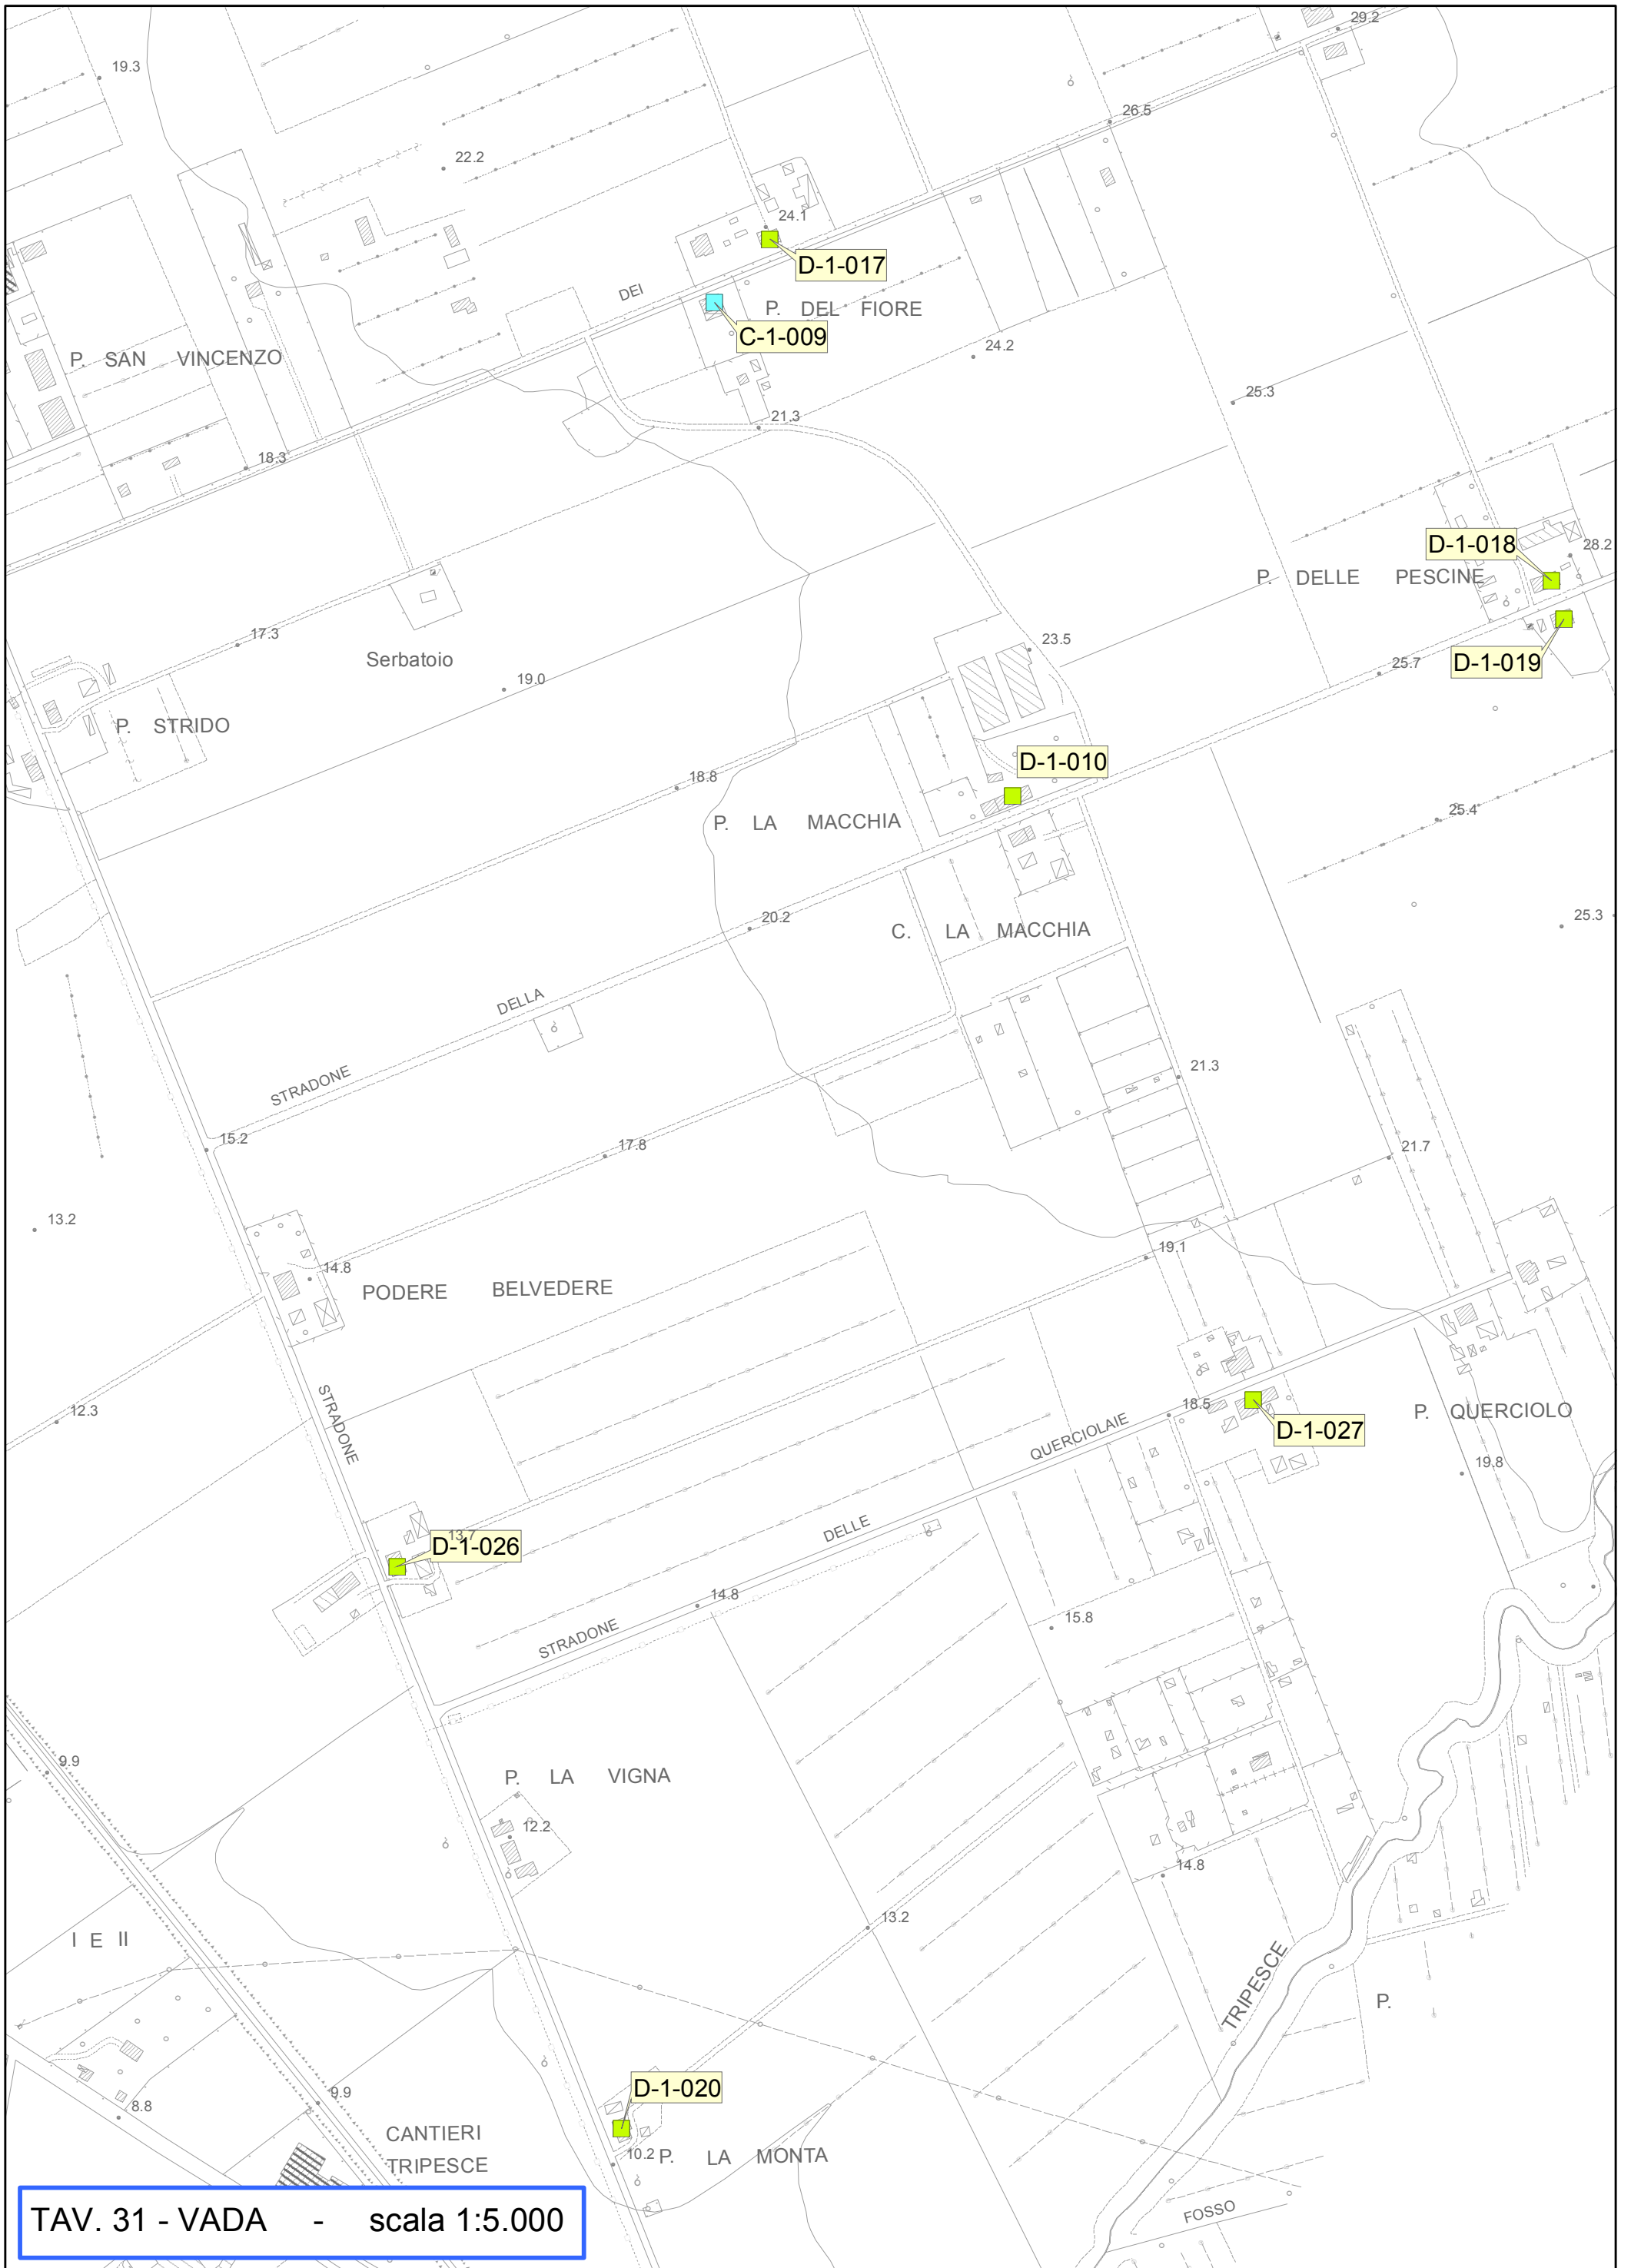 29.2
19.3
26.5
22.2
24.1
D-1-017
DEI
P. DEL FIORE
C-1-009
24.2
P. SAN VINCENZO
25.3
21.3
18.3
D-1-018
28.2
P. DELLE PESCINE
17.3
23.5
Serbatoio
D-1-019
25.7
19.0
P. STRIDO
D-1-010
18.8
25.4
P. LA MACCHIA
20.2
25.3
C. LA MACCHIA
DELLA
STRADONE
21.3
15.2
17.8
21.7
13.2
19.1
14.8
PODERE BELVEDERE
STRADONE
12.3
18.5
P. QUERCIOLO
QUERCIOLAIE
D-1-027
19.8
DELLE
13.7
D-1-026
14.8
15.8
STRADONE
9.9
P. LA VIGNA
12.2
14.8
13.2
I E II
TRIPESCE
P.
D-1-020
9.9
8.8
CANTIERI
TRIPESCE
10.2
P. LA MONTA
FOSSO
TAV. 31 - VADA - scala 1:5.000